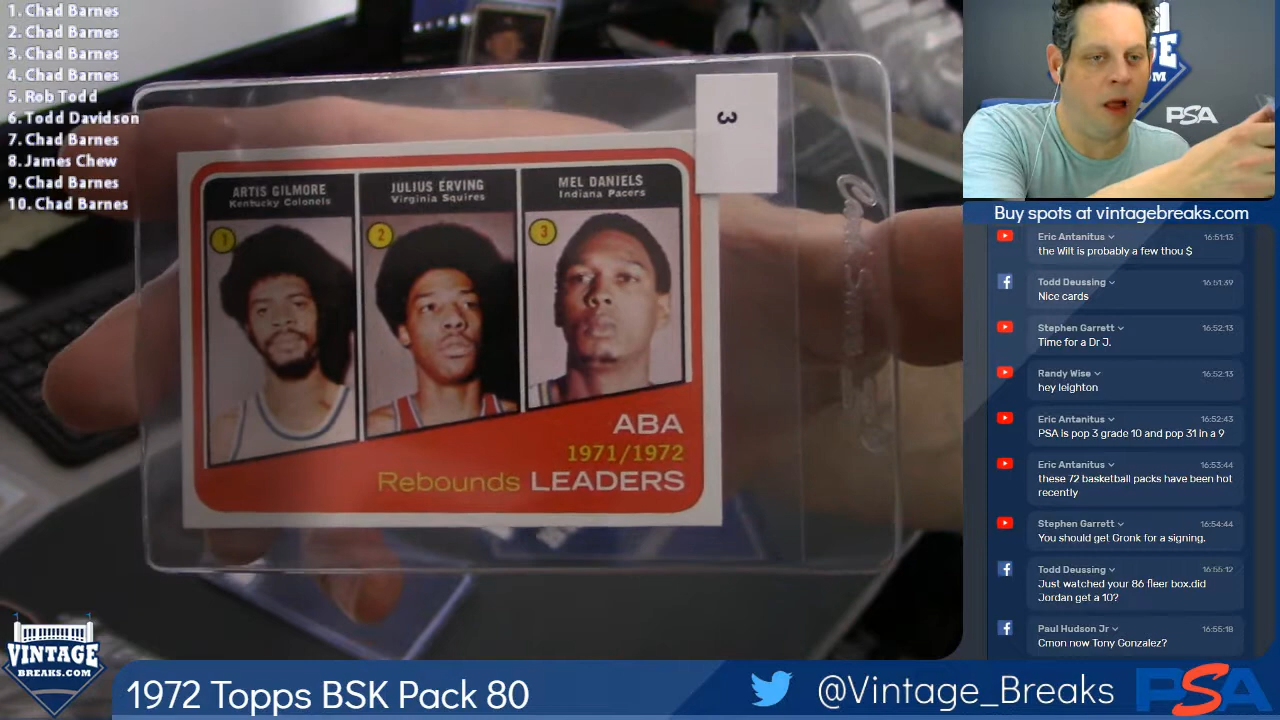 1. Chad Barnes
2. Chad Barnes
3. Chad Barnes
4. Chad Barnes
5. Rob Todd
6. Todd Davidson
7. Chad Barnes
8. James Chew
9. Chad Barnes
10. Chad Barnes
3
ARTIS GILMORE
Kentucky Colonels
JULIUS ERVING
Virginia Squires
MEL DANIELS
Indiana Pacers
1
2
3
ABA
1971/1972
Rebounds LEADERS
PSA
.COM
Buy spots at vintagebreaks.com
Eric Antanitus 16:51:13
the Wilt is probably a few thou $
Todd Deussing 16:51:39
Nice cards
Stephen Garrett 16:52:13
Time for a Dr J.
Randy Wise 16:52:13
hey leighton
Eric Antanitus 16:52:43
PSA is pop 3 grade 10 and pop 31 in a 9
Eric Antanitus 16:53:44
these 72 basketball packs have been hot
recently
Stephen Garrett 16:54:44
You should get Gronk for a signing.
Todd Deussing 16:55:12
Just watched your 86 fleer box.did
Jordan get a 10?
Paul Hudson Jr 16:55:18
Cmon now Tony Gonzalez?
VINTAGE
BREAKS.COM
1972 Topps BSK Pack 80
@Vintage_Breaks
PSA